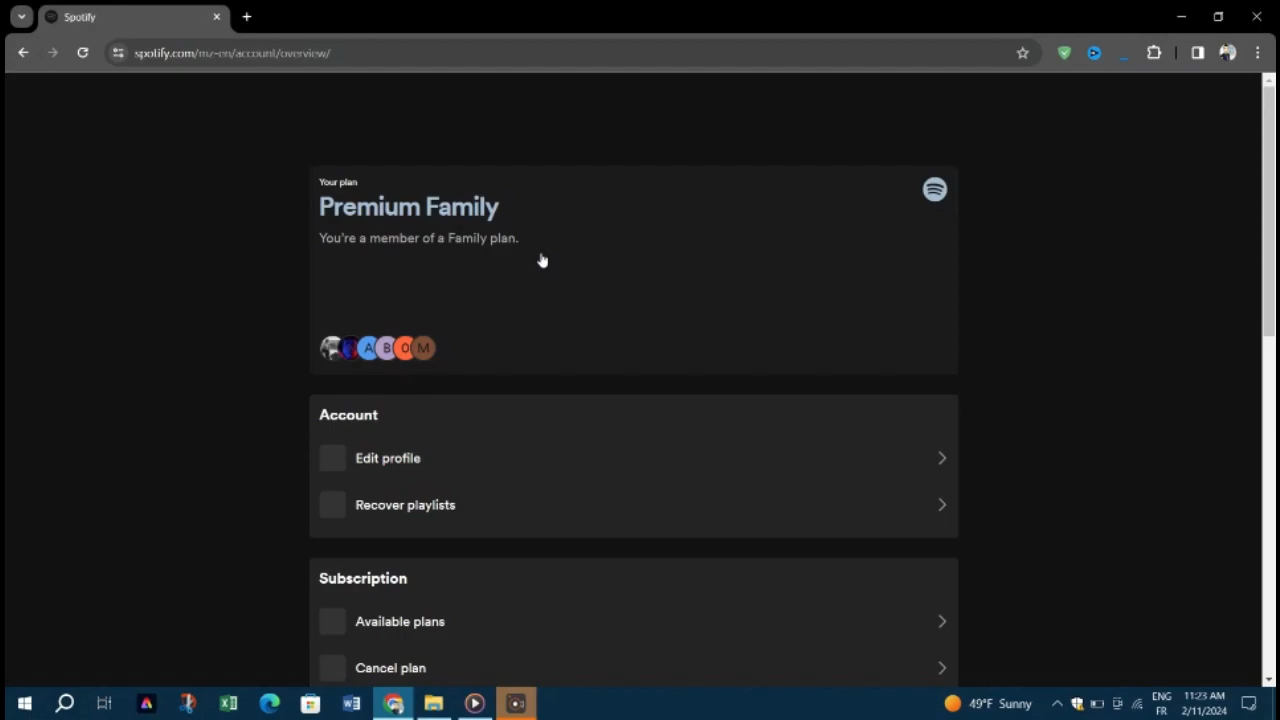 Spotify
spotify.com/mz-en/account/overview/
Your plan
Premium Family
You're a member of a Family plan.
A B O M
Account
Edit profile
Recover playlists
Subscription
Available plans
Cancel plan
49°F Sunny
ENG
FR
11:23 AM
2/11/2024